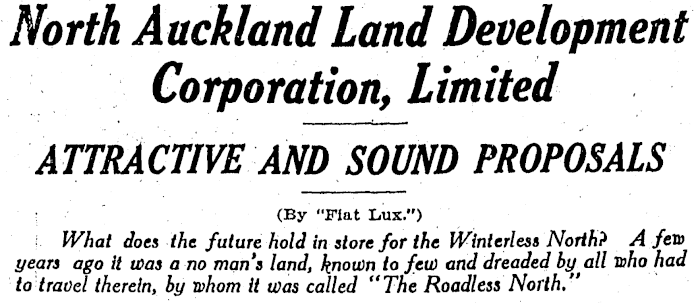 North Auckland Land Development
Corporation, Limited
ATTRACTIVE AND SOUND PROPOSALS
(By "Fiat Lux.")
What does the future hold in store for the Winterless North? A few
years ago it was a no man's land, known to few and dreaded by all who had
to travel therein, by whom it was called "The Roadless North."